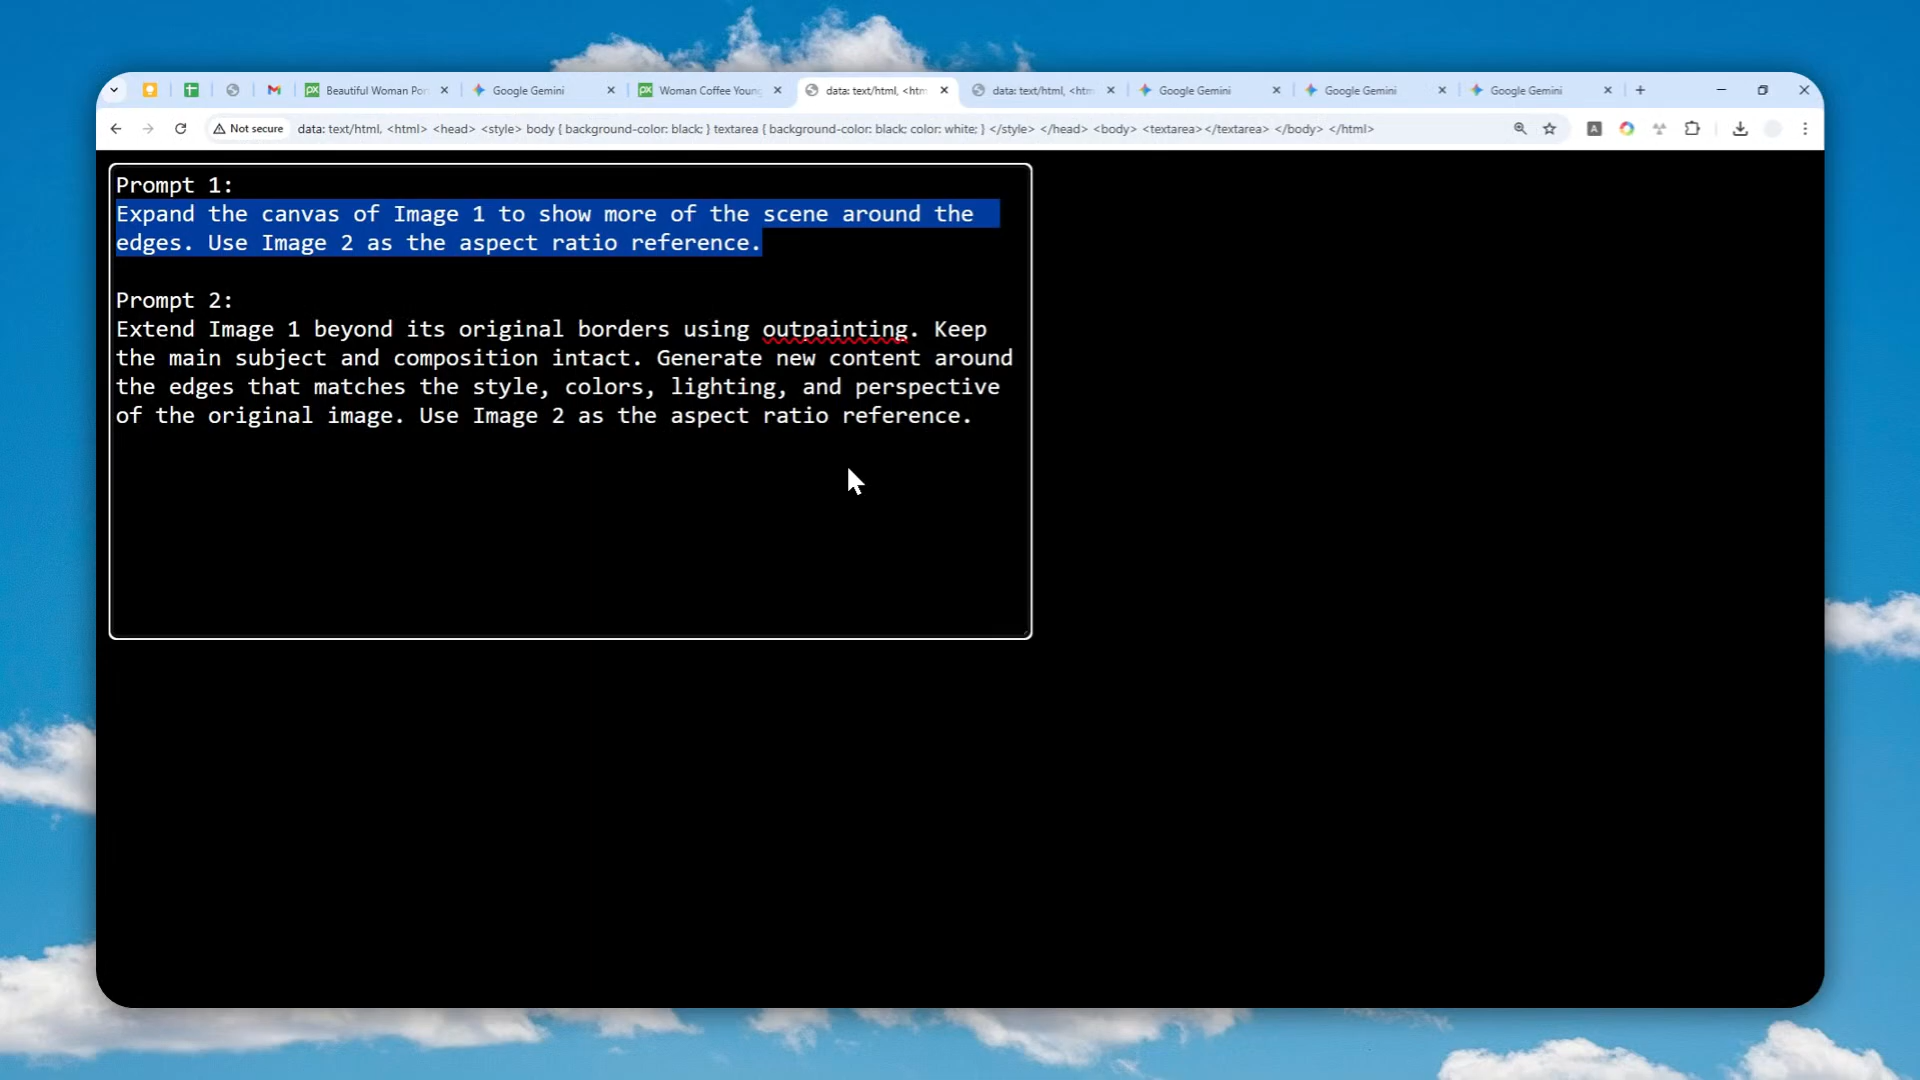 Beautiful Woman Por
Google Gemini
Woman Coffee Young
data: text/html, <htm
data: text/html, <htm
Google Gemini
Google Gemini
Google Gemini
Not secure
data: text/html, <html> <head> <style> body { background-color: black; } textarea { background-color: black; color: white; } </style> </head> <body> <textarea></textarea> </body> </html>
Prompt 1:
Expand the canvas of Image 1 to show more of the scene around the
edges. Use Image 2 as the aspect ratio reference.
Prompt 2:
Extend Image 1 beyond its original borders using outpainting. Keep
the main subject and composition intact. Generate new content around
the edges that matches the style, colors, lighting, and perspective
of the original image. Use Image 2 as the aspect ratio reference.